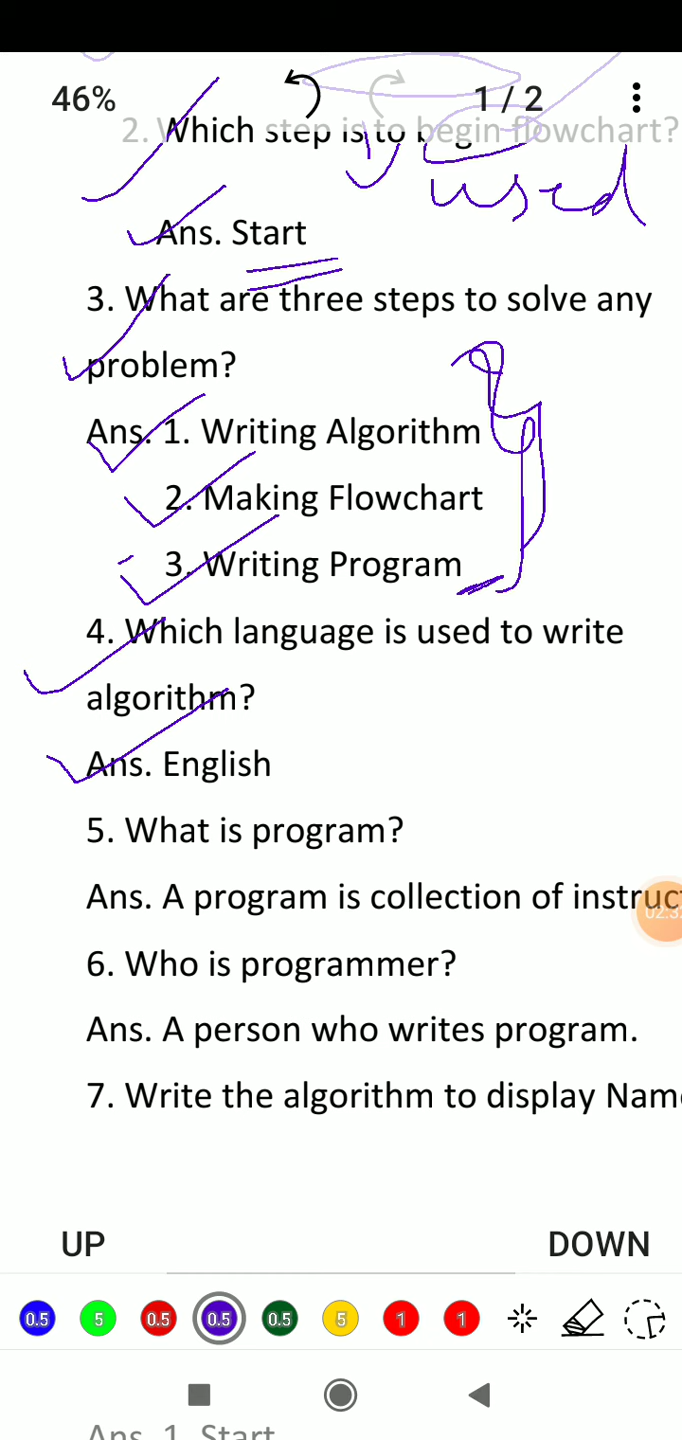 46%
1 / 2
2. Which step is to begin flowchart?
used
Ans. Start
3. What are three steps to solve any
problem?
Ans. 1. Writing Algorithm
2. Making Flowchart
3. Writing Program
4. Which language is used to write
algorithm?
Ans. English
5. What is program?
Ans. A program is collection of instruc
6. Who is programmer?
Ans. A person who writes program.
7. Write the algorithm to display Nam
UP
DOWN
0.5 5 0.5 0.5 0.5 5 1 1
Ans. 1. Start